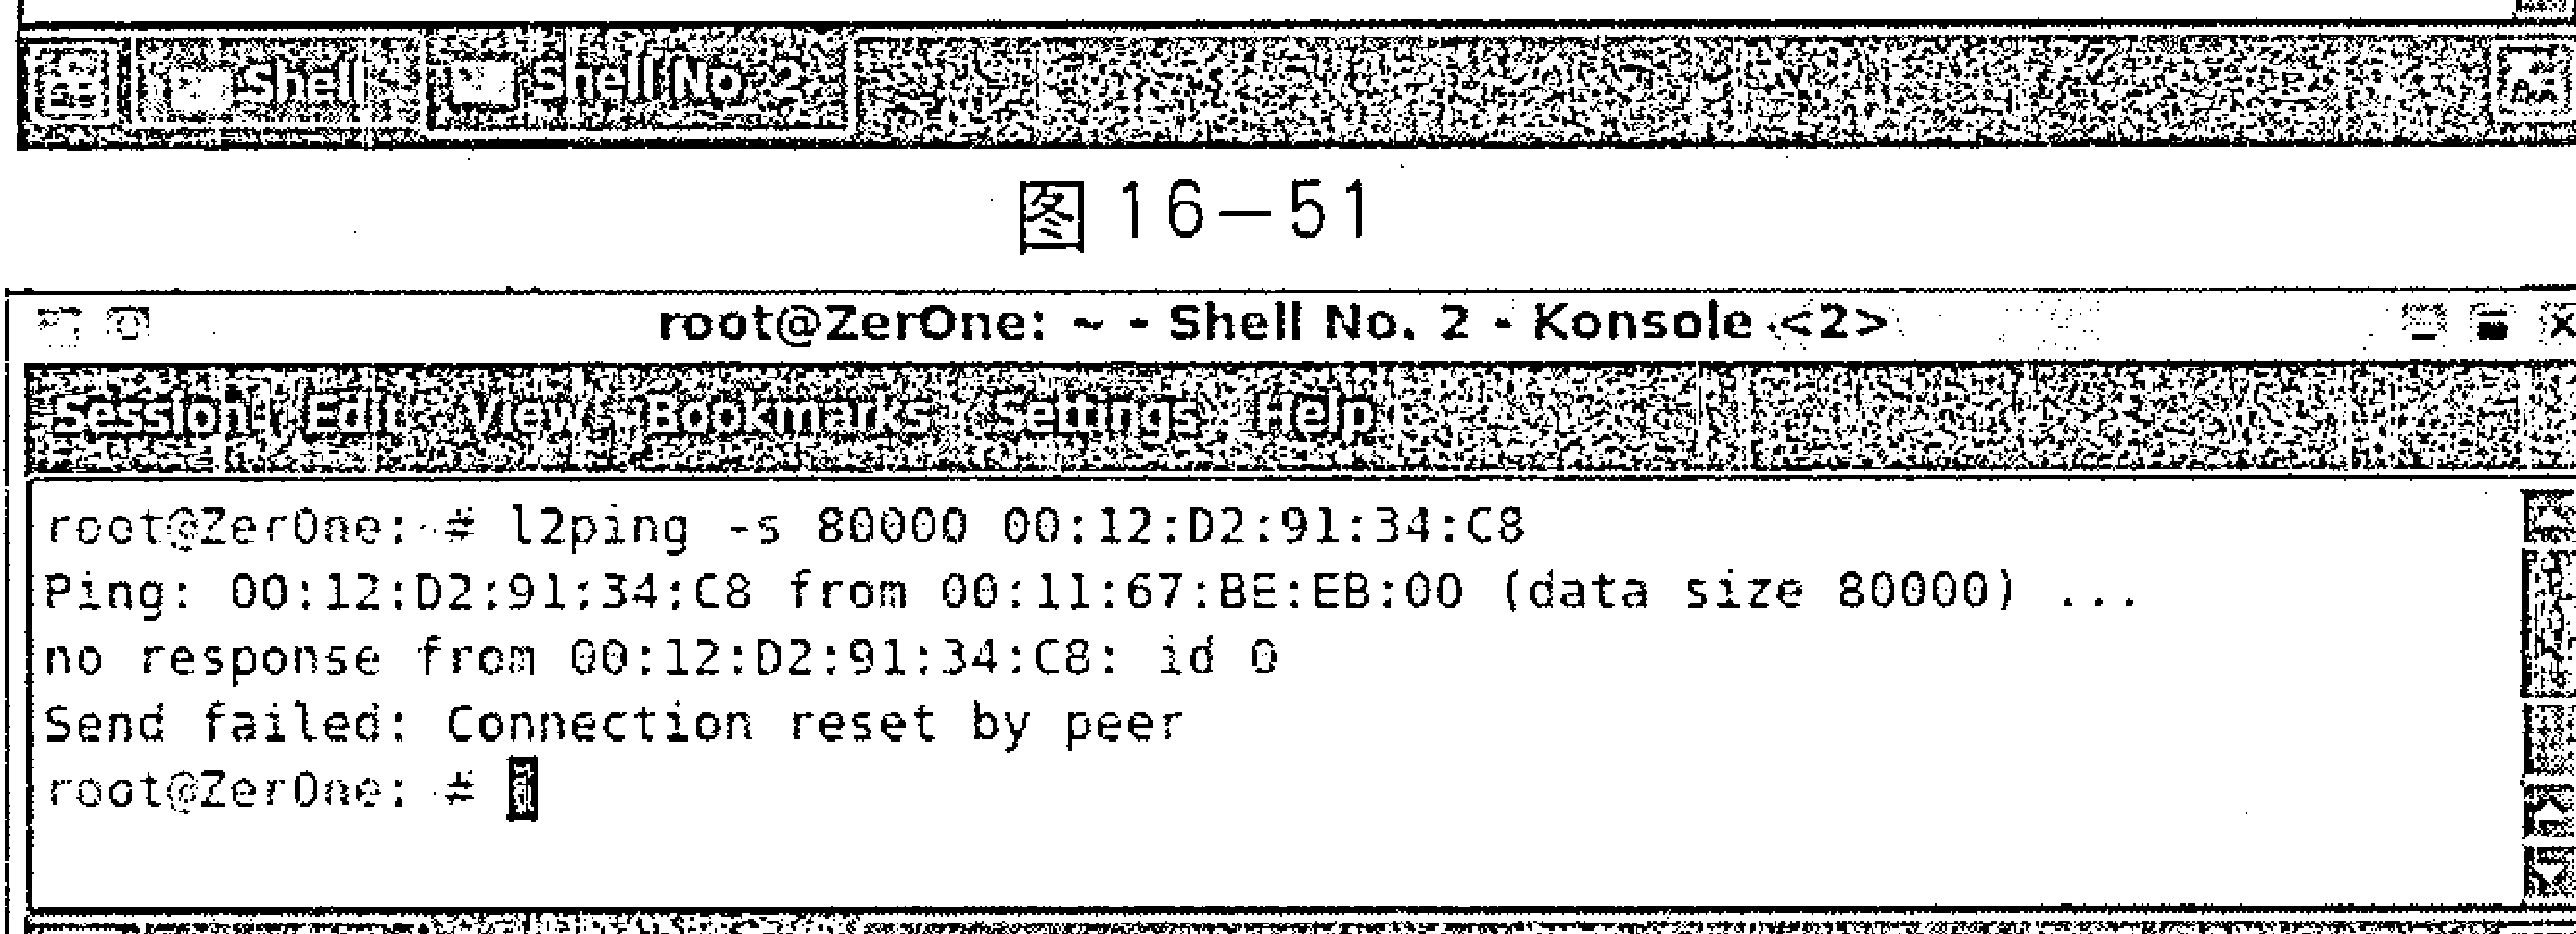 Shell Shell No. 2
图 16-51
root@ZerOne: ~ - Shell No. 2 - Konsole <2>
Session Edit View Bookmarks Settings Help
root@ZerOne:~# l2ping -s 80000 00:12:D2:91:34:C8
Ping: 00:12:D2:91:34:C8 from 00:11:67:BE:EB:00 (data size 80000) ...
no response from 00:12:D2:91:34:C8: id 0
Send failed: Connection reset by peer
root@ZerOne:~#